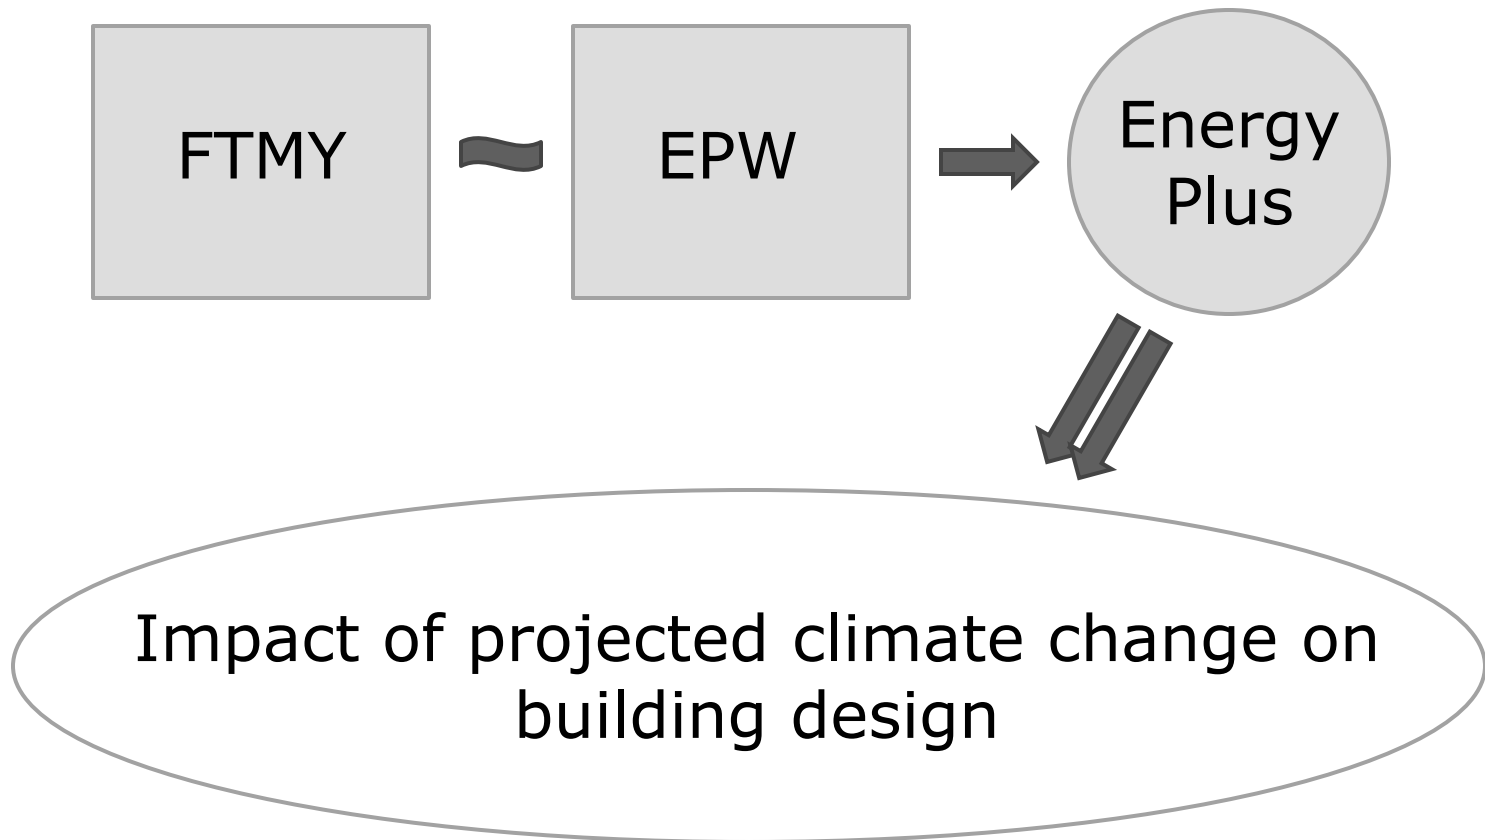 FTMY
EPW
Energy
Plus
Impact of projected climate change on
building design